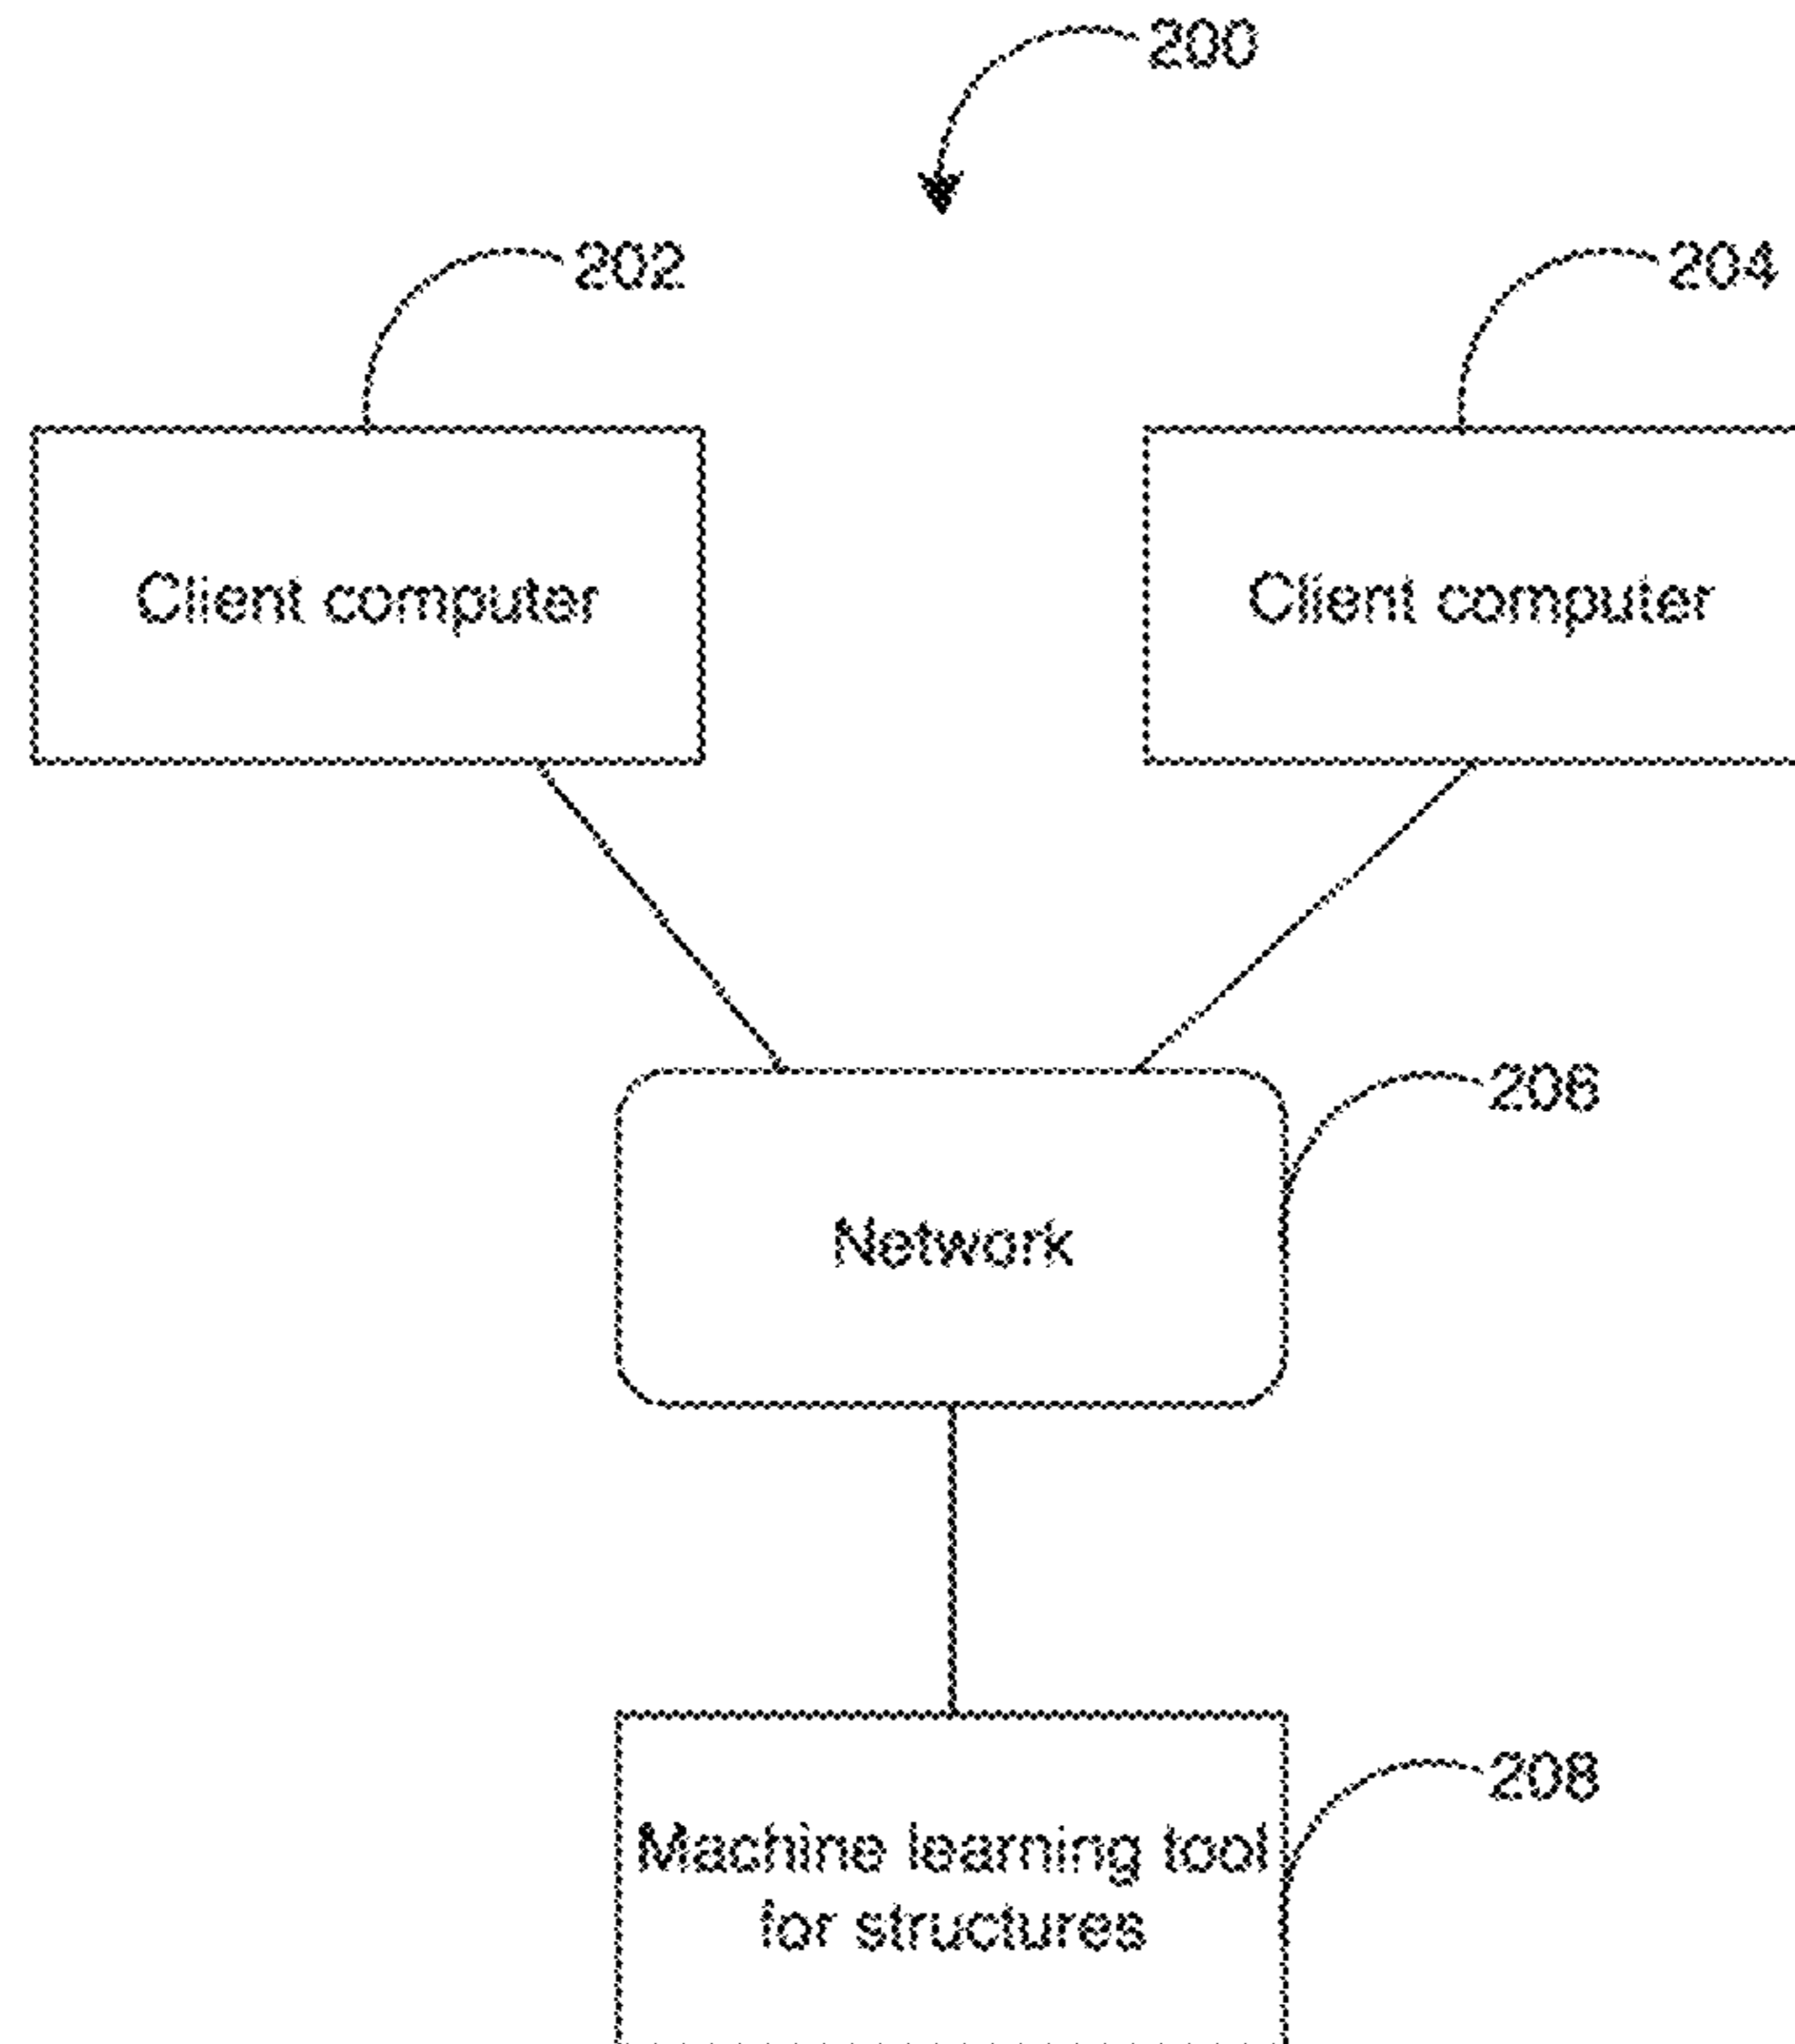 200
202
204
Client computer
Client computer
206
Network
208
Machine learning tool
for structures